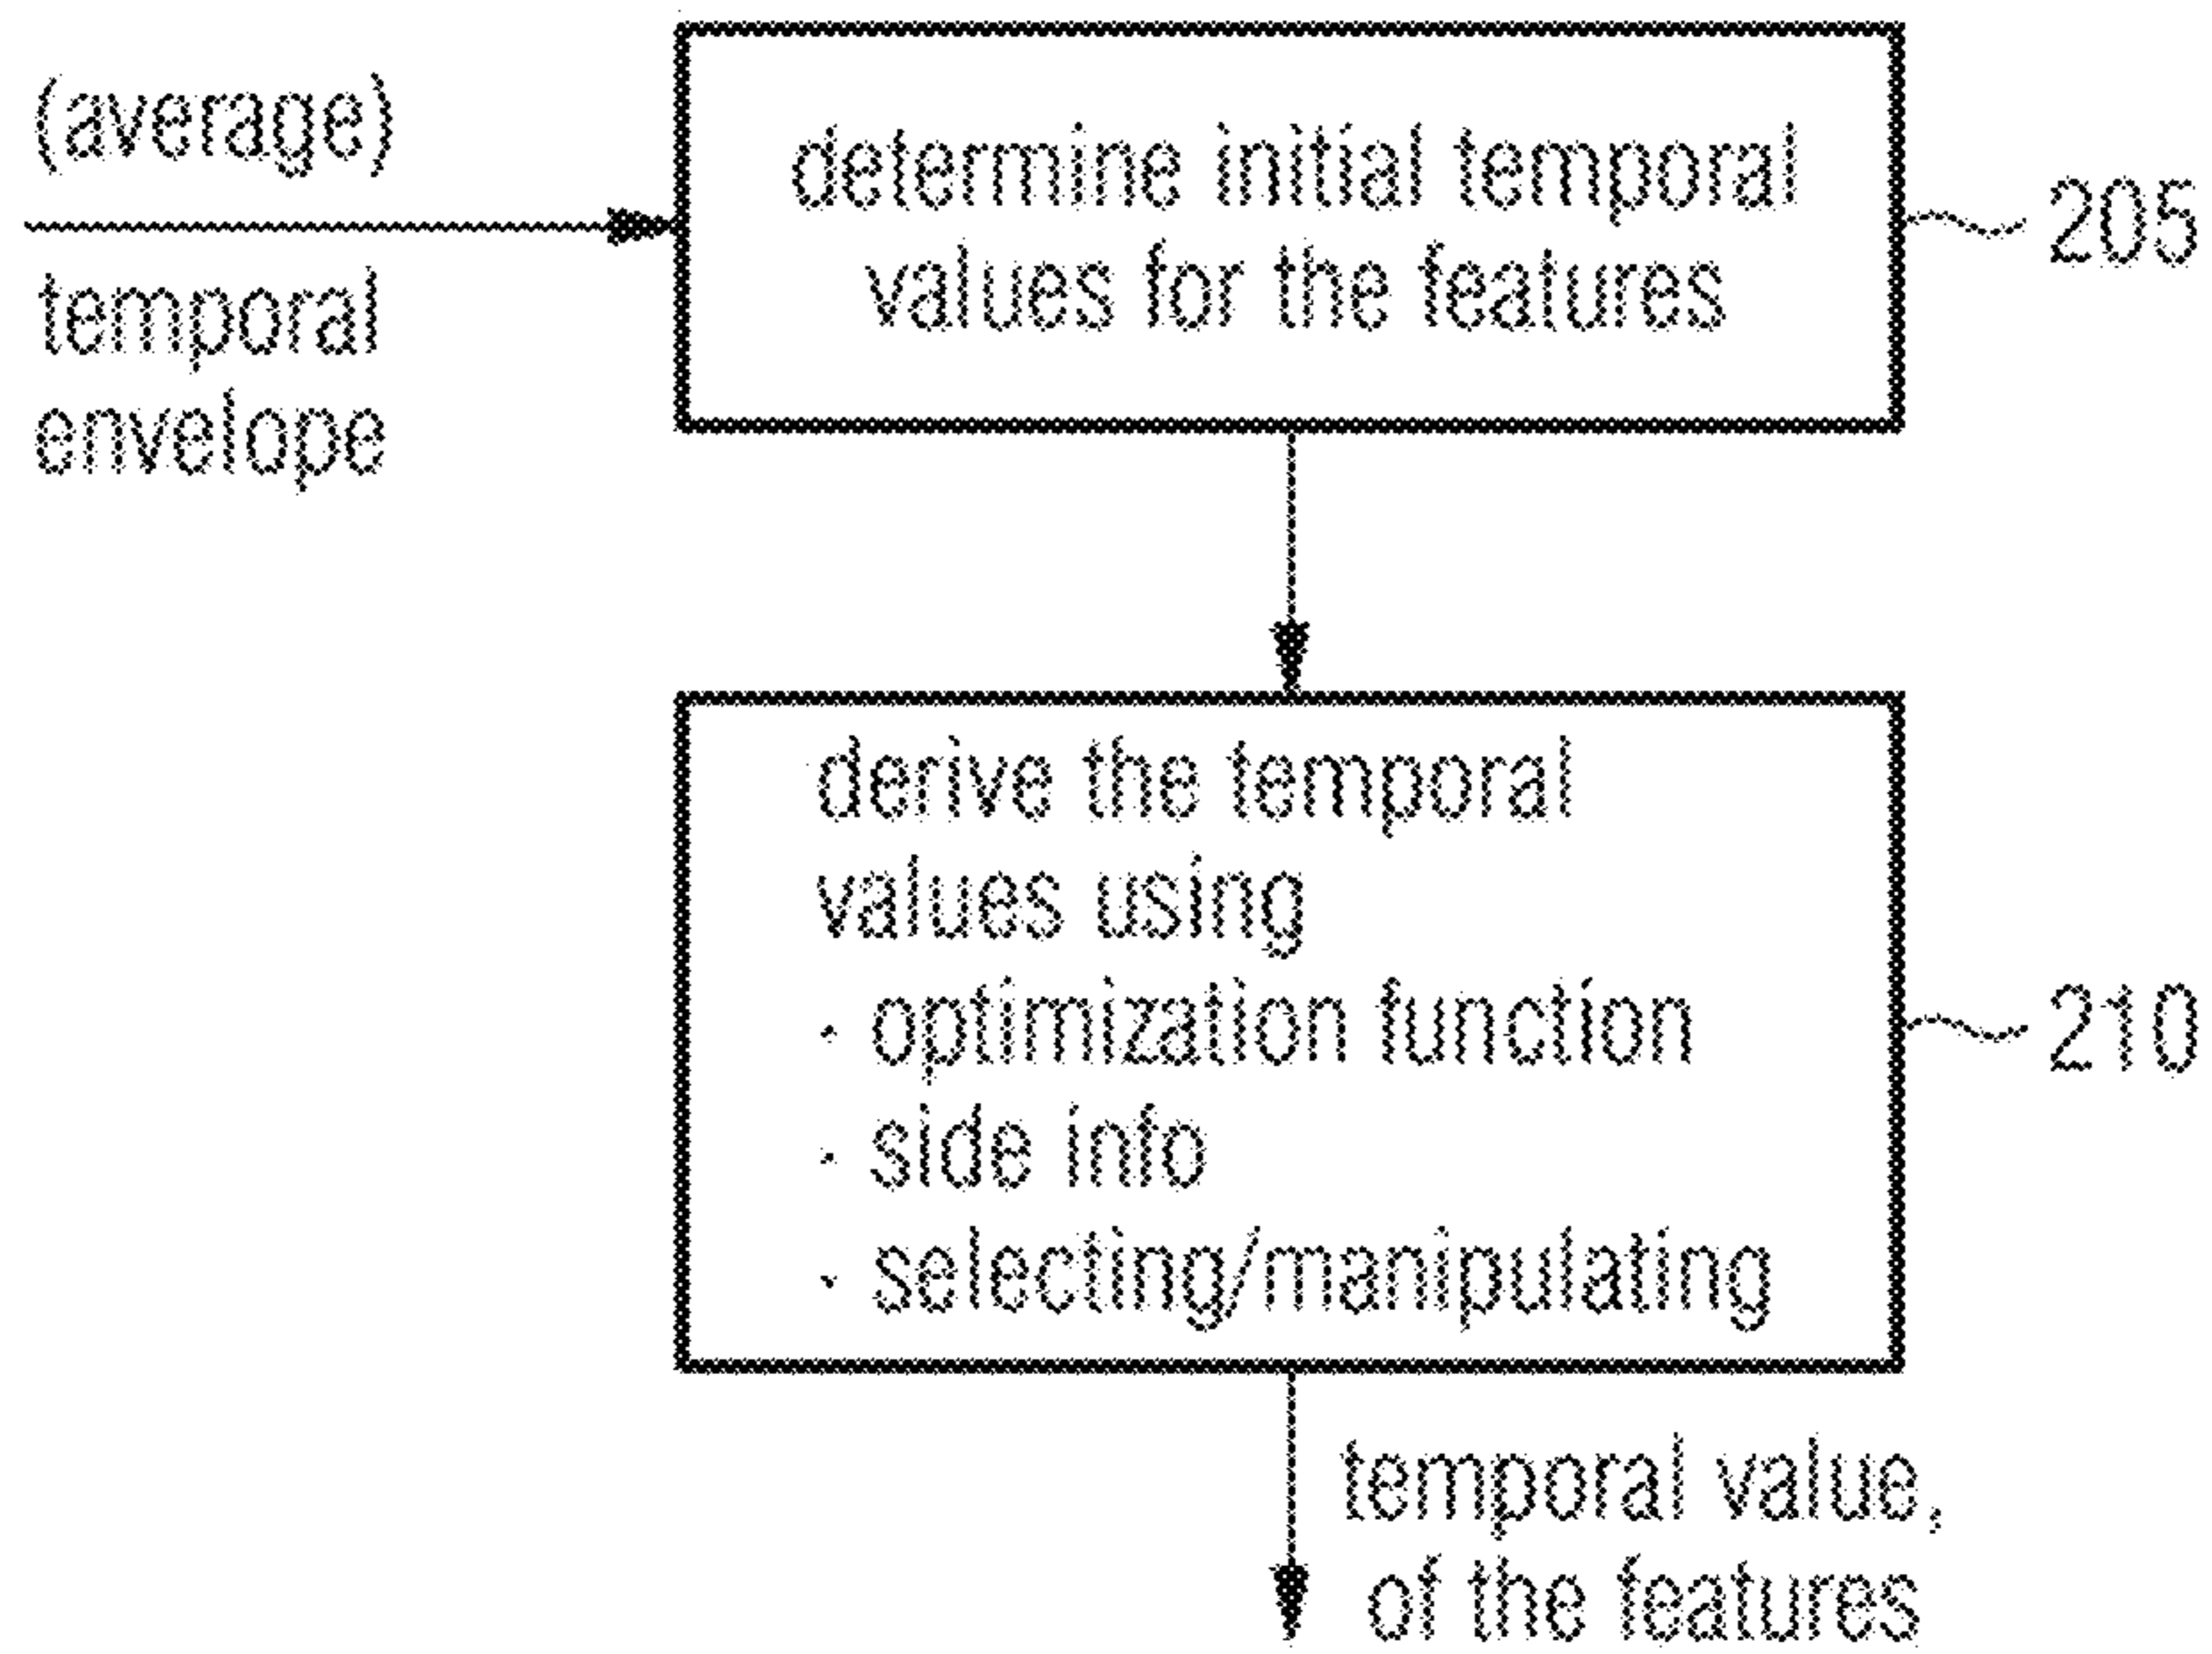 (average)
temporal
envelope
determine initial temporal
values for the features
205
derive the temporal
values using
· optimization function
· side info
· selecting/manipulating
210
temporal value,
of the features